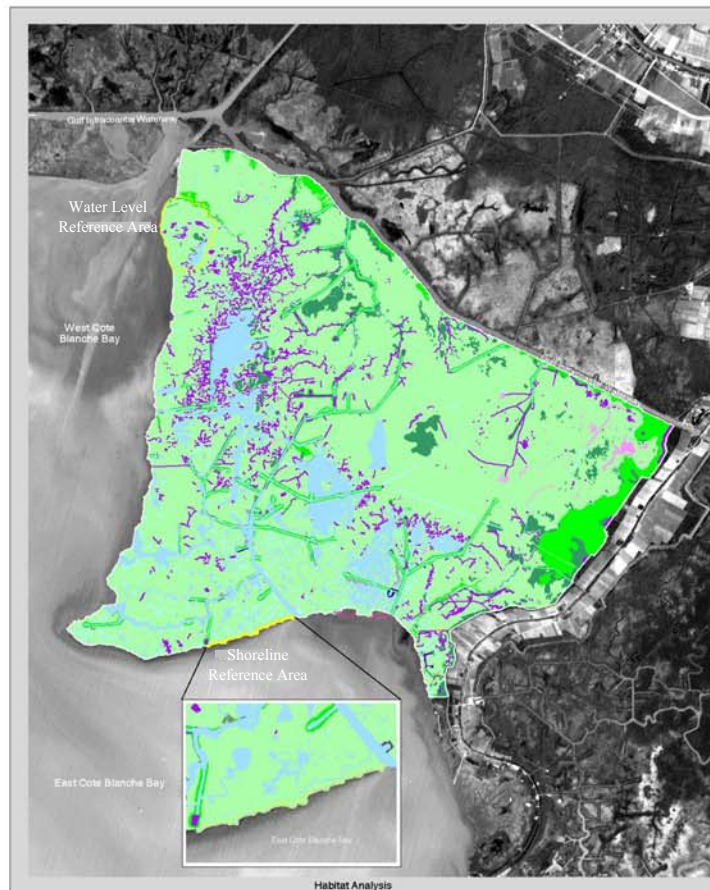 Gulf Intracoastal Waterway
Water Level
Reference Area
West Cote
Blanche Bay
Shoreline
Reference Area
East Cote Blanche Bay
East Cote Blanche Bay
Habitat Analysis